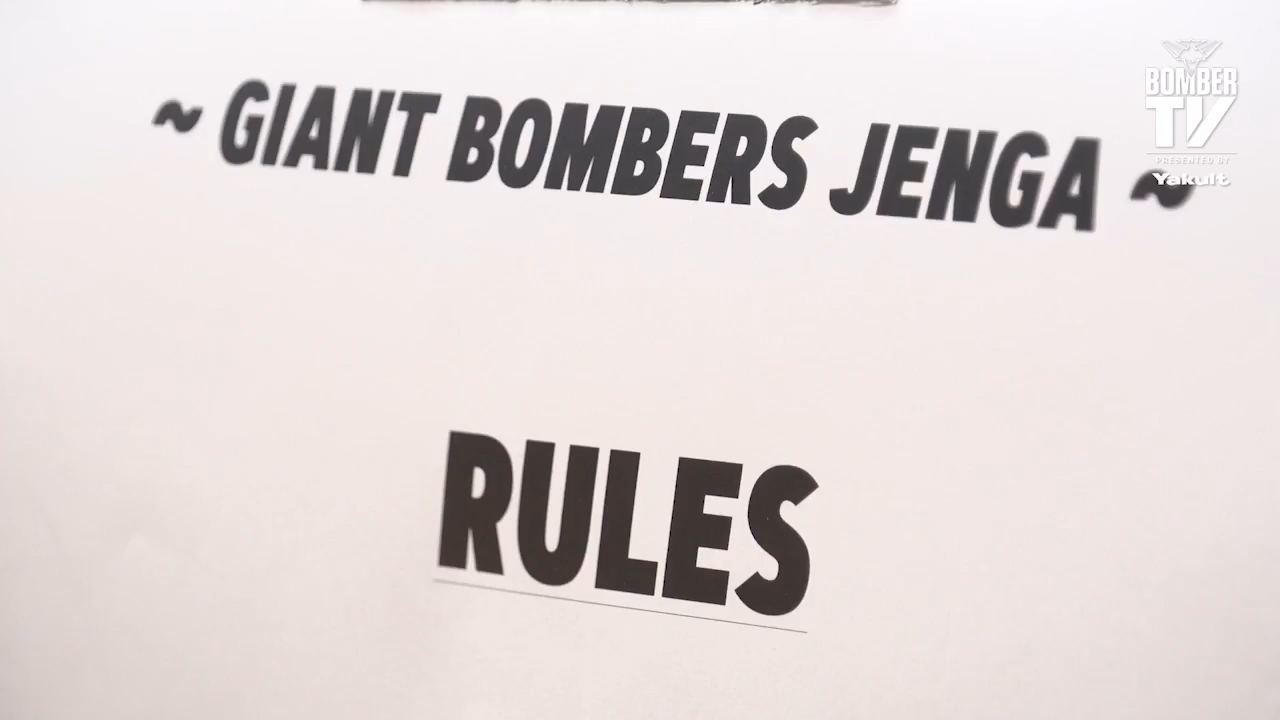 ~ GIANT BOMBERS JENGA ~
RULES
BOMBER
TV
PRESENTED BY
Yakult